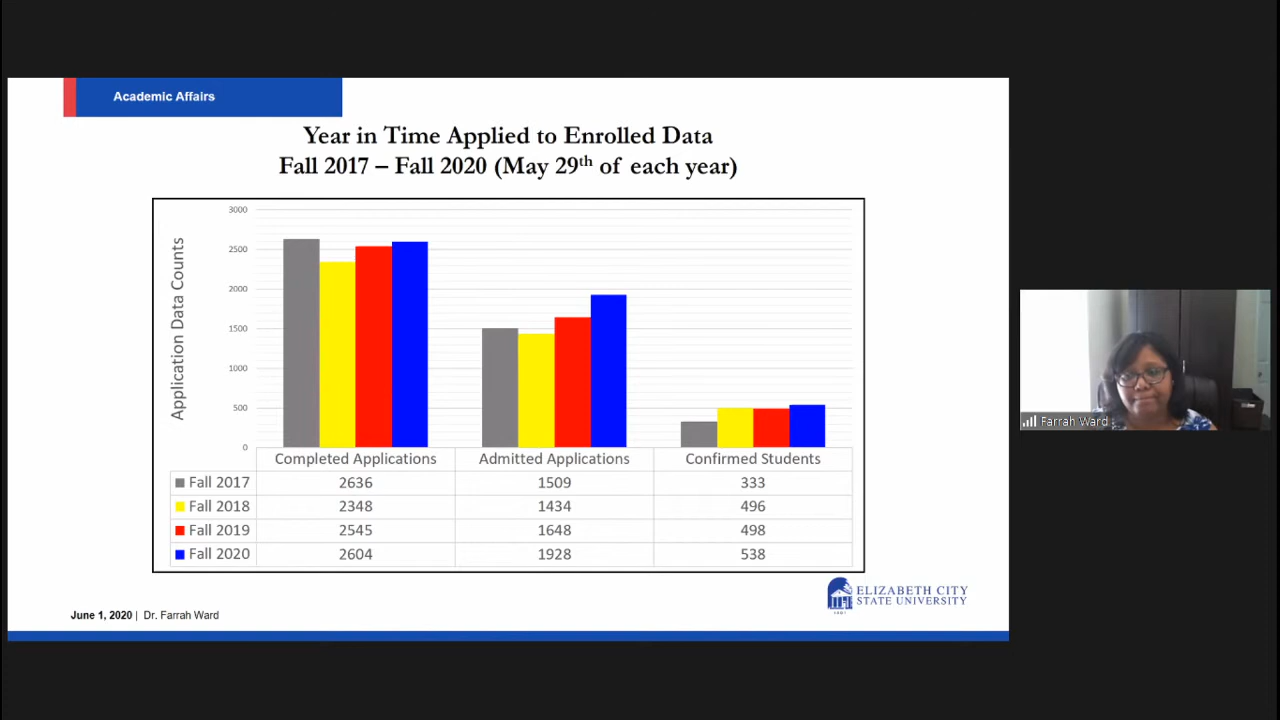 Academic Affairs
Year in Time Applied to Enrolled Data
Fall 2017 – Fall 2020 (May 29th of each year)
Application Data Counts
3000
2500
2000
1500
1000
500
0
Completed Applications Admitted Applications Confirmed Students
Fall 2017 2636 1509 333
Fall 2018 2348 1434 496
Fall 2019 2545 1648 498
Fall 2020 2604 1928 538
ELIZABETH CITY
STATE UNIVERSITY
June 1, 2020 | Dr. Farrah Ward
Farrah Ward